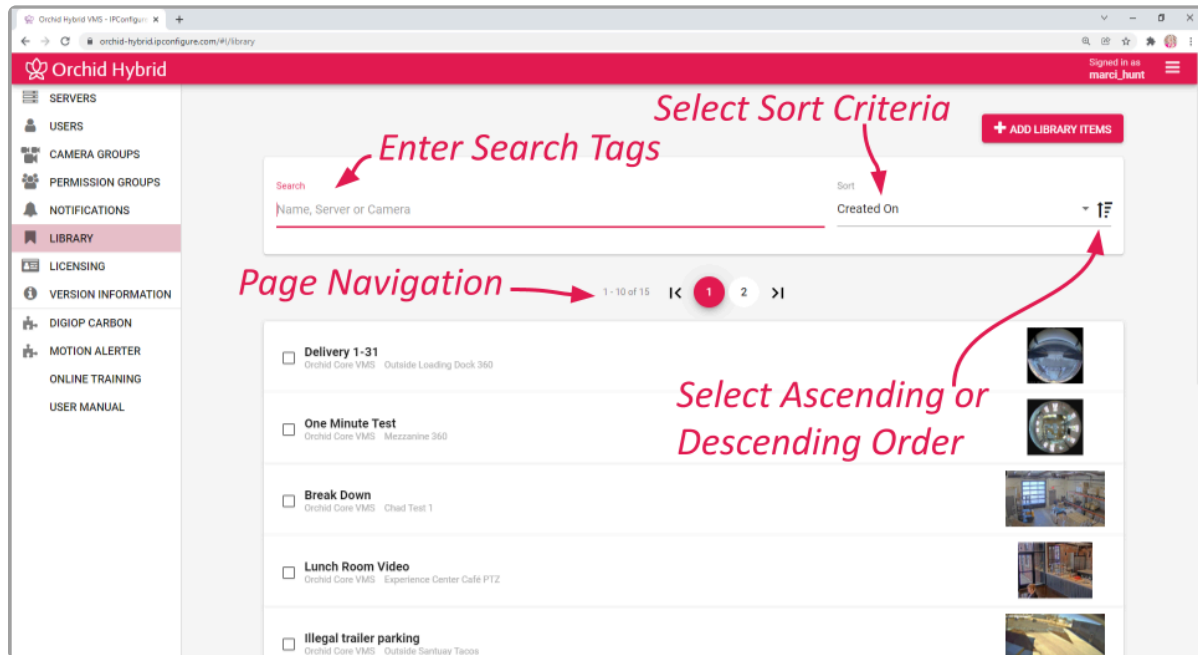 Orchid Hybrid VMS - IPConfigur
orchid-hybrid.ipconfigure.com/#!/library
Orchid Hybrid
Signed in as
marci_hunt
SERVERS
USERS
CAMERA GROUPS
PERMISSION GROUPS
NOTIFICATIONS
LIBRARY
LICENSING
VERSION INFORMATION
DIGIOP CARBON
MOTION ALERTER
ONLINE TRAINING
USER MANUAL
Select Sort Criteria
+ ADD LIBRARY ITEMS
Enter Search Tags
Search
Name, Server or Camera
Sort
Created On
Page Navigation
1 - 10 of 15
1
2
Delivery 1-31
Orchid Core VMS Outside Loading Dock 360
Select Ascending or
Descending Order
One Minute Test
Orchid Core VMS Mezzanine 360
Break Down
Orchid Core VMS Chad Test 1
Lunch Room Video
Orchid Core VMS Experience Center Café PTZ
Illegal trailer parking
Orchid Core VMS Outside Santuay Tacos